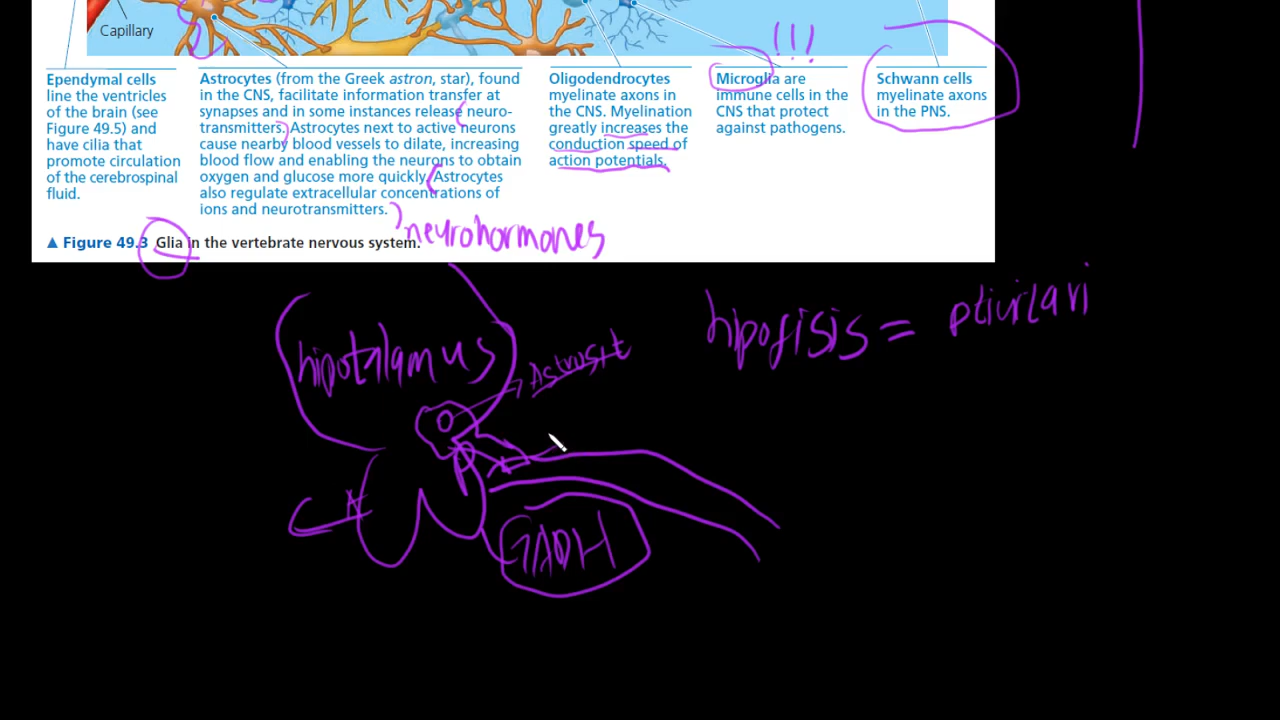 Capillary
Ependymal cells
line the ventricles
of the brain (see
Figure 49.5) and
have cilia that
promote circulation
of the cerebrospinal
fluid.
Astrocytes (from the Greek astron, star), found
in the CNS, facilitate information transfer at
synapses and in some instances release neuro-
transmitters. Astrocytes next to active neurons
cause nearby blood vessels to dilate, increasing
blood flow and enabling the neurons to obtain
oxygen and glucose more quickly. Astrocytes
also regulate extracellular concentrations of
ions and neurotransmitters.
Oligodendrocytes
myelinate axons in
the CNS. Myelination
greatly increases the
conduction speed of
action potentials.
!!!
Microglia are
immune cells in the
CNS that protect
against pathogens.
Schwann cells
myelinate axons
in the PNS.
neurohormones
▲ Figure 49.3 Glia in the vertebrate nervous system.
hipotalamus
Astrosit
hipofisis =
A
P